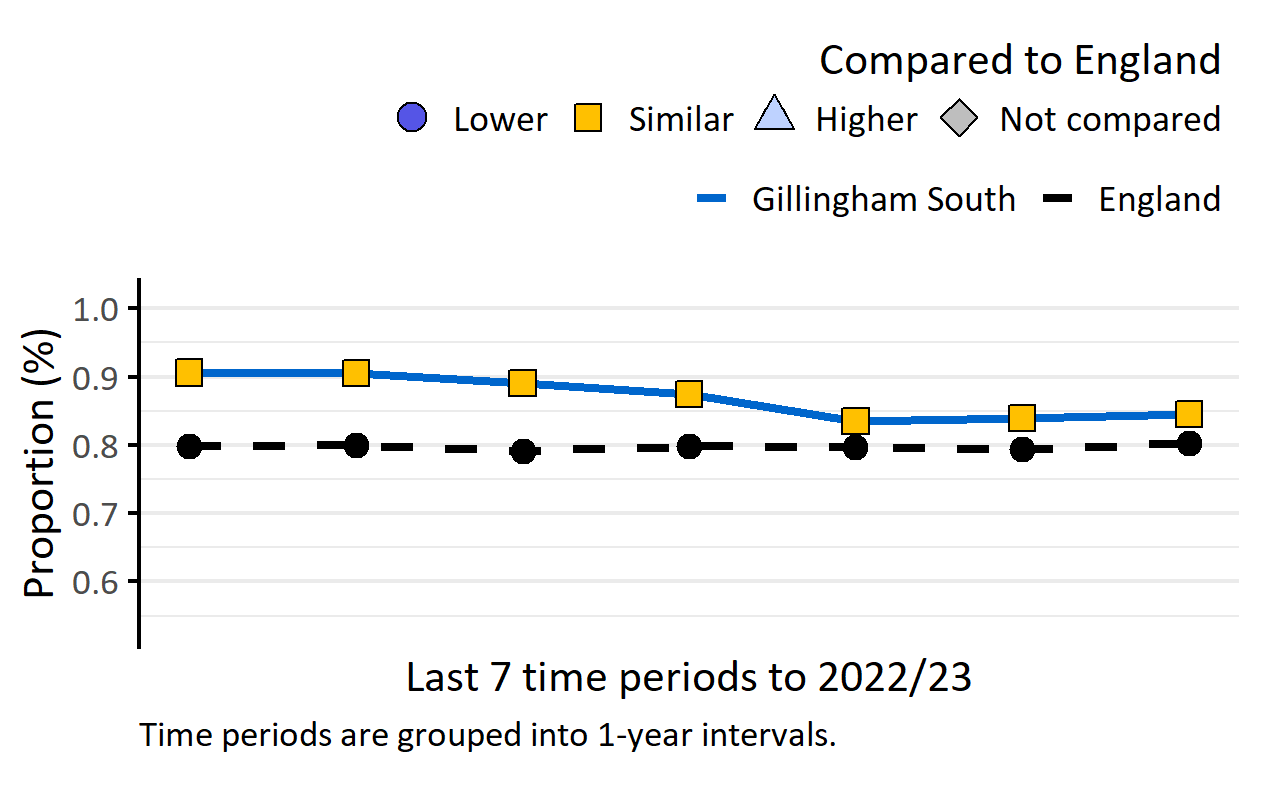 Compared to England
Lower Similar Higher Not compared
Gillingham South England
1.0
0.9
0.8
0.7
0.6
Proportion (%)
Last 7 time periods to 2022/23
Time periods are grouped into 1-year intervals.